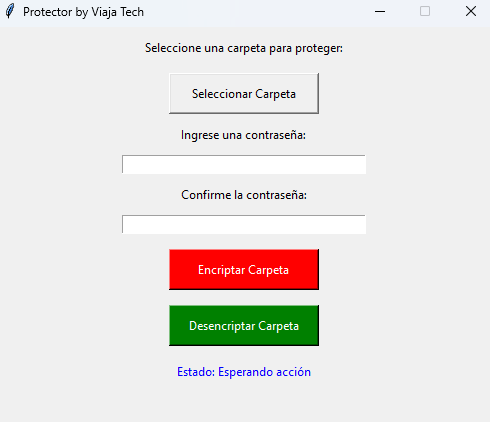 Protector by Viaja Tech
Seleccione una carpeta para proteger:
Seleccionar Carpeta
Ingrese una contraseña:
Confirme la contraseña:
Encriptar Carpeta
Desencriptar Carpeta
Estado: Esperando acción